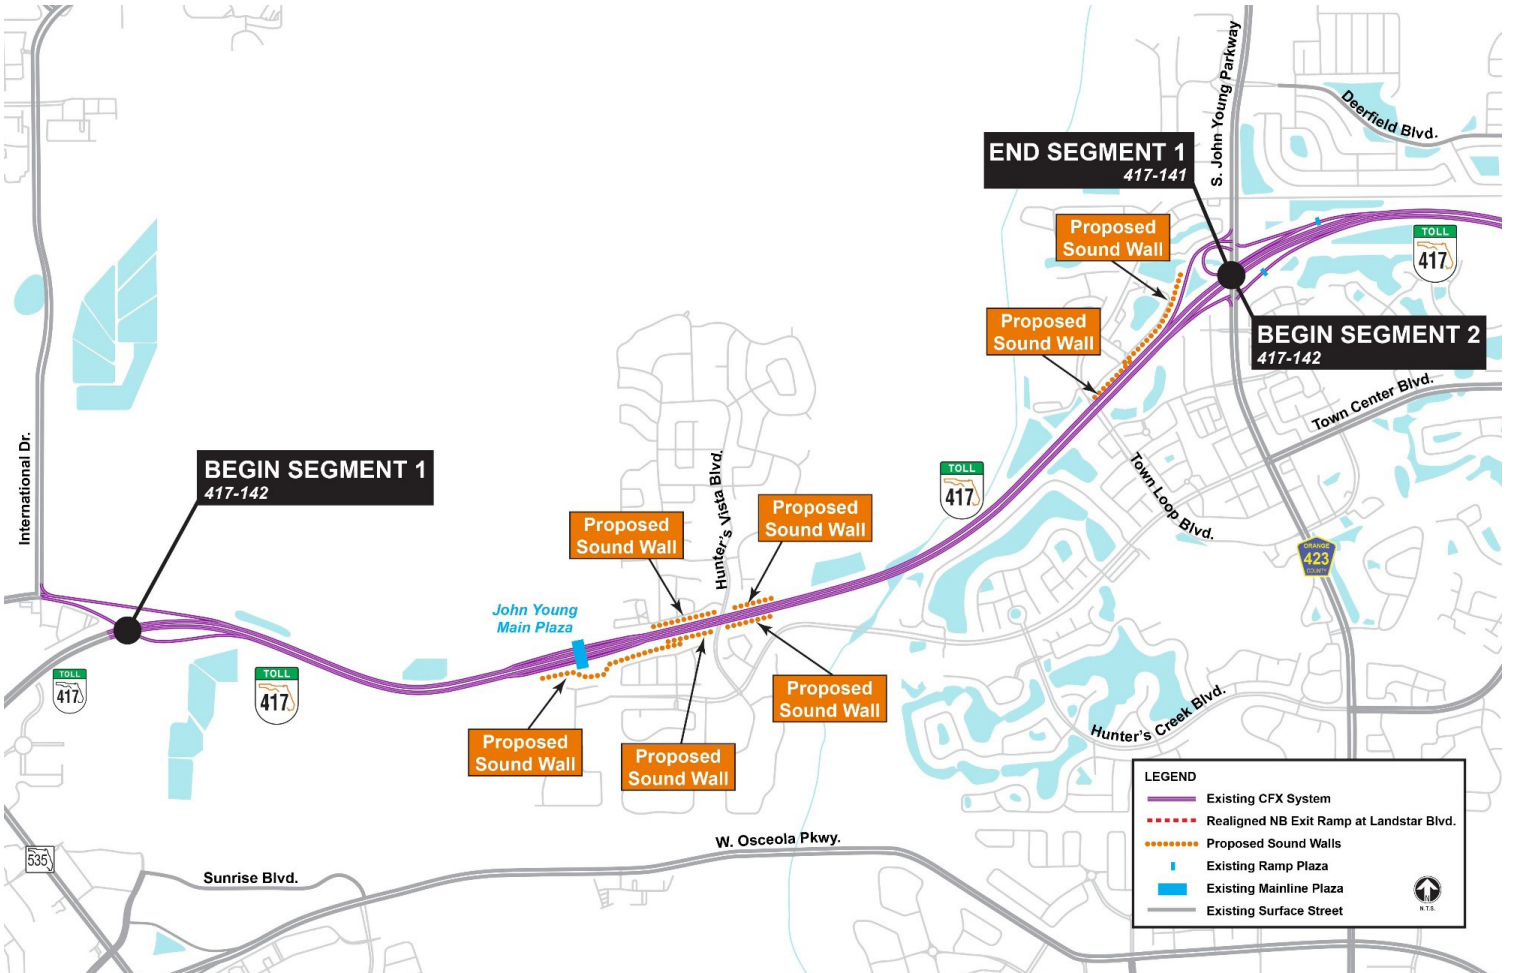 S. John Young Parkway
Deerfield Blvd.
END SEGMENT 1
417-141
Proposed
Sound Wall
TOLL
417
Proposed
Sound Wall
BEGIN SEGMENT 2
417-142
Town Center Blvd.
International Dr.
BEGIN SEGMENT 1
417-142
Hunter's Vista Blvd.
Town Loop Blvd.
TOLL
417
Proposed
Sound Wall
Proposed
Sound Wall
ORANGE
423
COUNTY
John Young
Main Plaza
TOLL
417
TOLL
417
Proposed
Sound Wall
Proposed
Sound Wall
Proposed
Sound Wall
Hunter's Creek Blvd.
LEGEND
Existing CFX System
Realigned NB Exit Ramp at Landstar Blvd.
Proposed Sound Walls
Existing Ramp Plaza
Existing Mainline Plaza
Existing Surface Street
N
N.T.S.
W. Osceola Pkwy.
535
Sunrise Blvd.